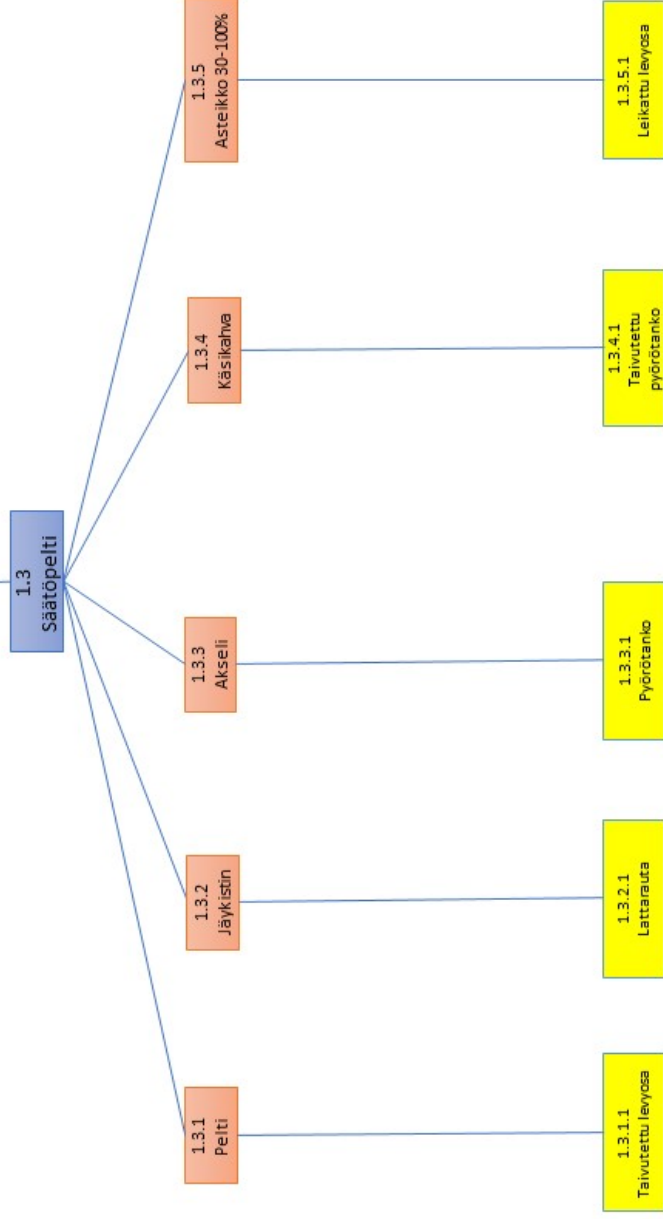 1.3
Säätöpelti
1.3.1
Pelti
1.3.2
Jäykistin
1.3.3
Akseli
1.3.4
Käsikahva
1.3.5
Asteikko 30-100%
1.3.1.1
Taivutettu levyosa
1.3.2.1
Lattarauta
1.3.3.1
Pyörötanko
1.3.4.1
Taivutettu
pyörötanko
1.3.5.1
Leikattu levyosa